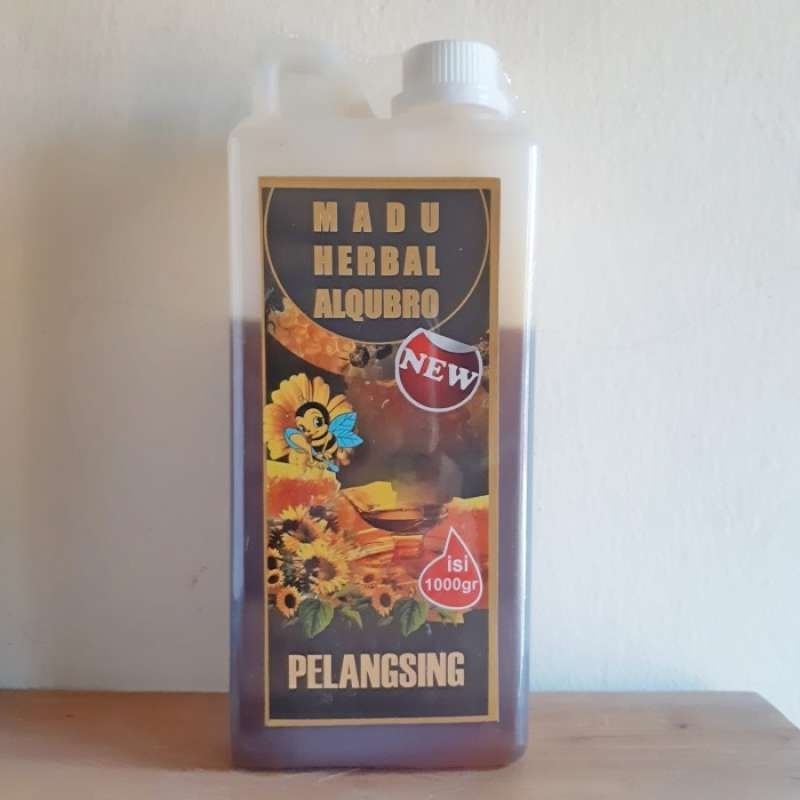 MADU
HERBAL
ALQUBRO
NEW
isi
1000gr
PELANGSING